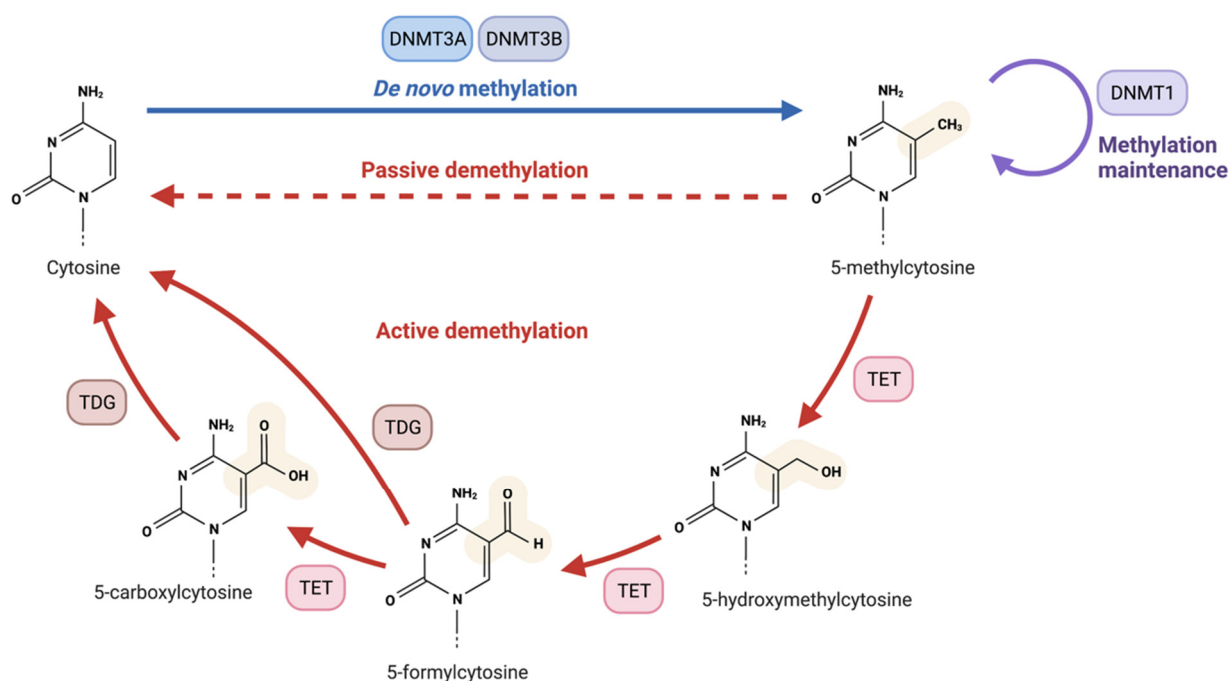 DNMT3A DNMT3B
De novo methylation
NH₂
N
O
N
Cytosine
Passive demethylation
NH₂
CH₃
N
O
N
5-methylcytosine
DNMT1
Methylation
maintenance
Active demethylation
TET
TDG
TDG
NH₂
O
OH
N
O
N
5-carboxylcytosine
TET
NH₂
O
H
N
O
N
5-formylcytosine
TET
NH₂
OH
N
O
N
5-hydroxymethylcytosine